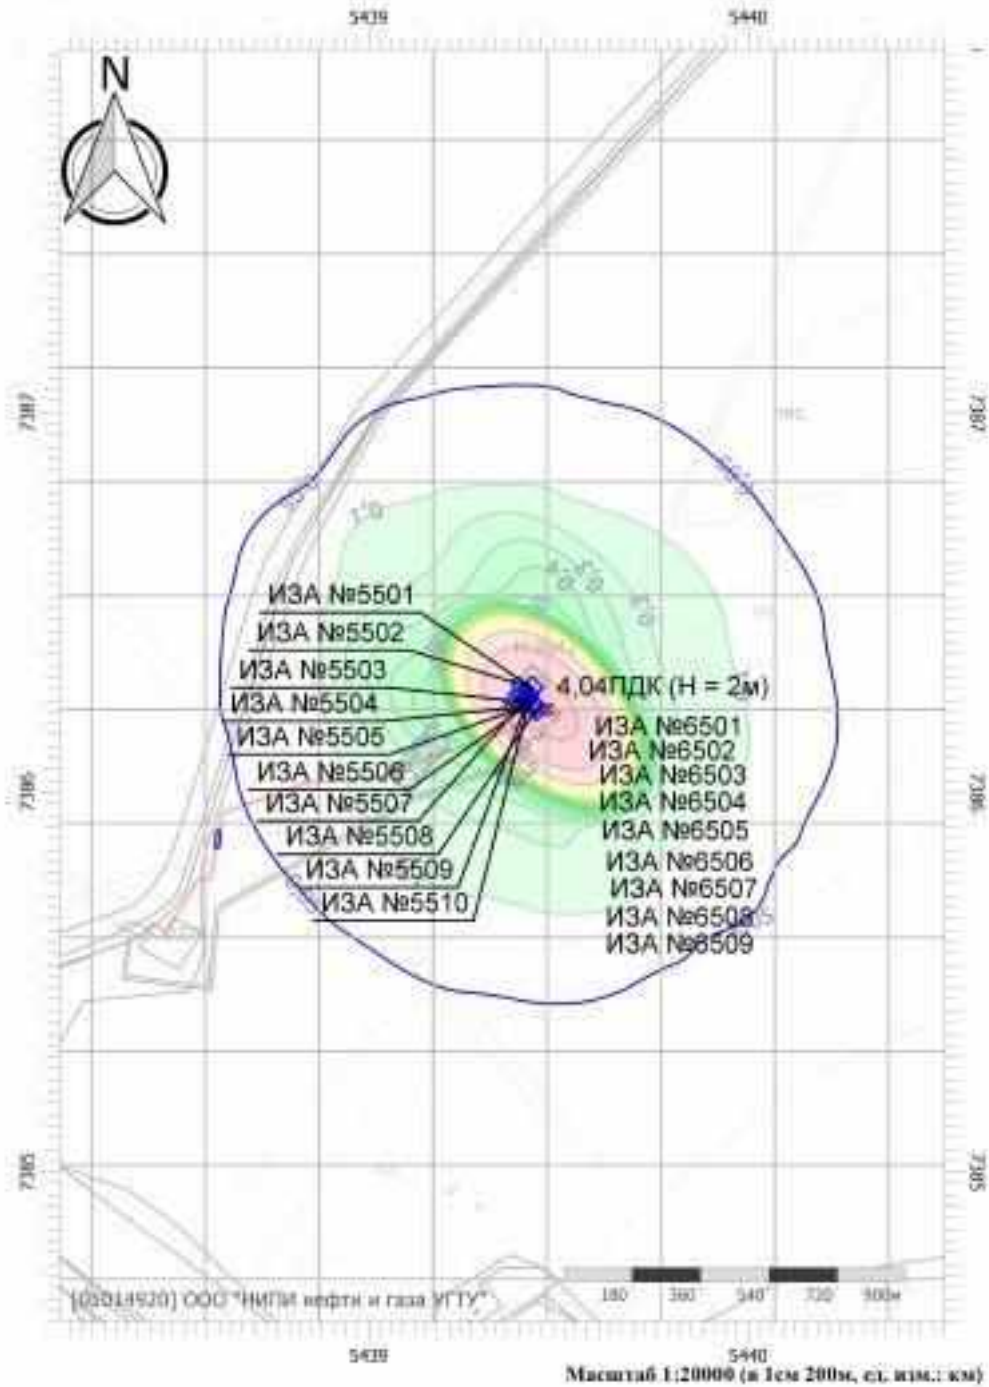 5439 5440
N
7387 7387
0,1
ИЗА №5501
ИЗА №5502
ИЗА №5503
ИЗА №5504
ИЗА №5505
ИЗА №5506
ИЗА №5507
ИЗА №5508
ИЗА №5509
ИЗА №5510
4,04ПДК (Н = 2м)
ИЗА №6501
ИЗА №6502
ИЗА №6503
ИЗА №6504
ИЗА №6505
ИЗА №6506
ИЗА №6507
ИЗА №6508
ИЗА №6509
7386 7386
7385 7385
[05014920] ООО "НИПИ нефти и газа УГТУ"
180 360 540 720 900м
5439 5440
Масштаб 1:20000 (в 1см 200м, ед. изм.: км)